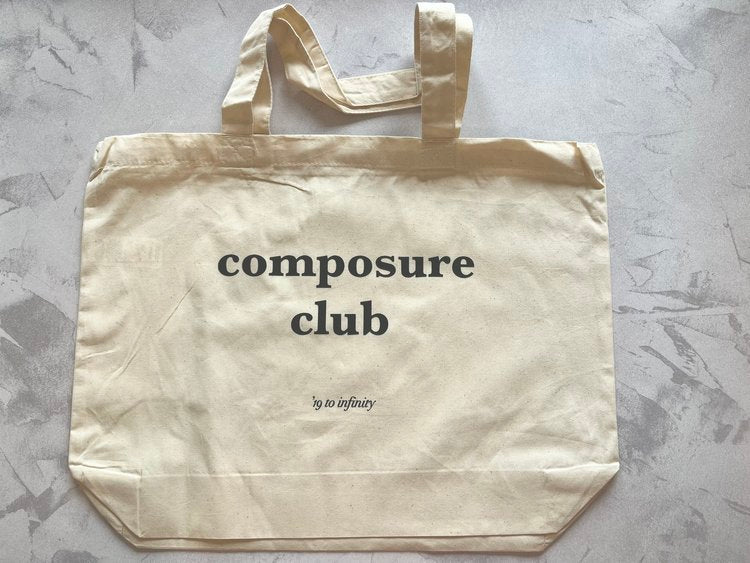 composure
club
'19 to infinity